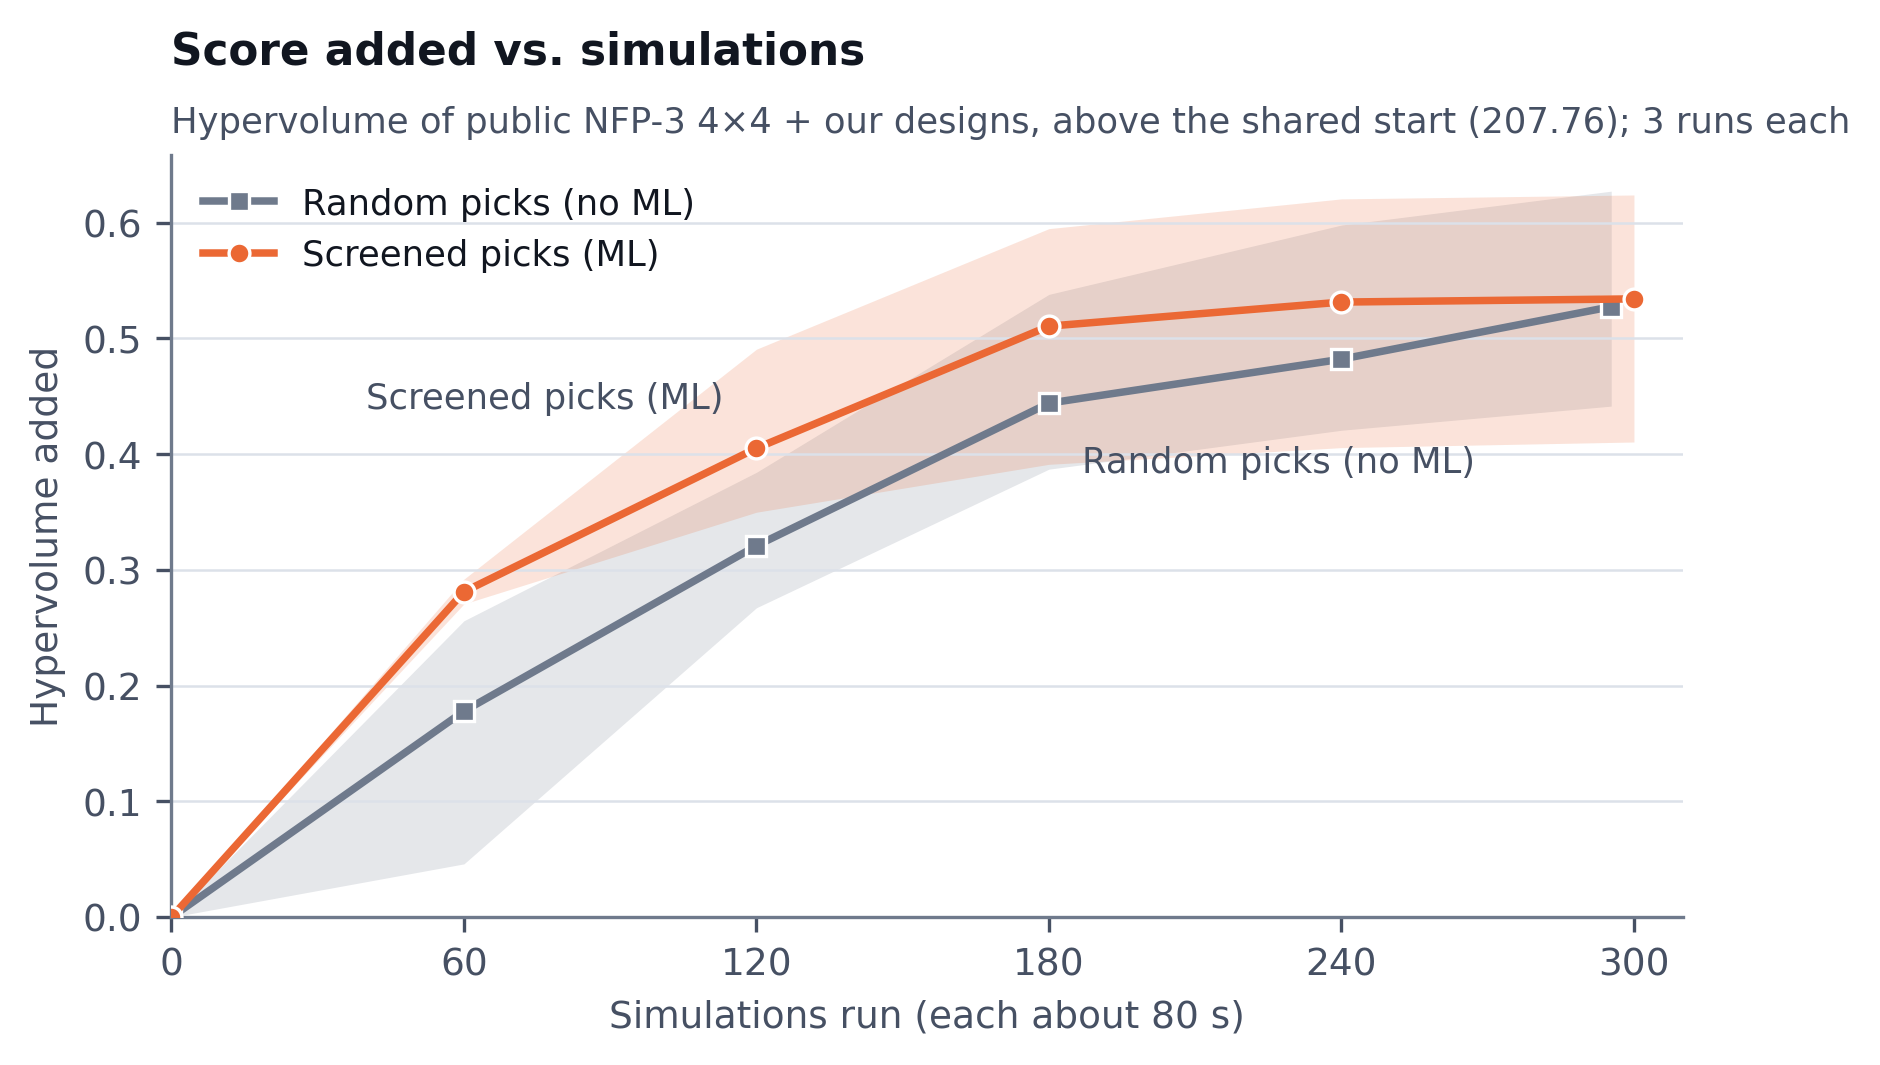 Score added vs. simulations
Hypervolume of public NFP-3 4×4 + our designs, above the shared start (207.76); 3 runs each
Random picks (no ML)
Screened picks (ML)
0.6
0.5
0.4
0.3
0.2
0.1
0.0
Hypervolume added
Screened picks (ML)
Random picks (no ML)
0 60 120 180 240 300
Simulations run (each about 80 s)